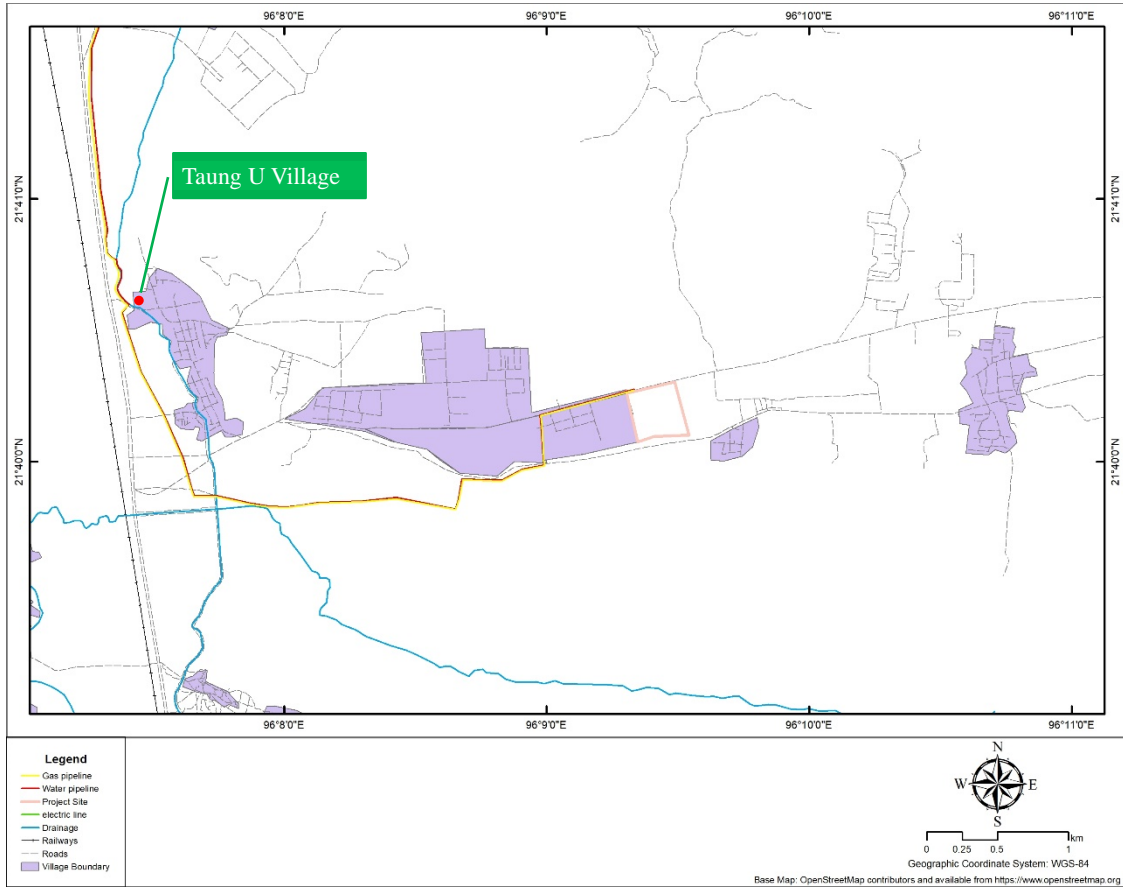 96°8'0"E 96°9'0"E 96°10'0"E 96°11'0"E
Taung U Village
21°41'0"N 21°41'0"N
21°40'0"N 21°40'0"N
96°8'0"E 96°9'0"E 96°10'0"E 96°11'0"E
Legend
Gas pipeline
Water pipeline
Project Site
electric line
Drainage
Railways
Roads
Village Boundary
N
W E
S
km
0 0.25 0.5 1
Geographic Coordinate System: WGS-84
Base Map: OpenStreetMap contributors and available from https://www.openstreetmap.org